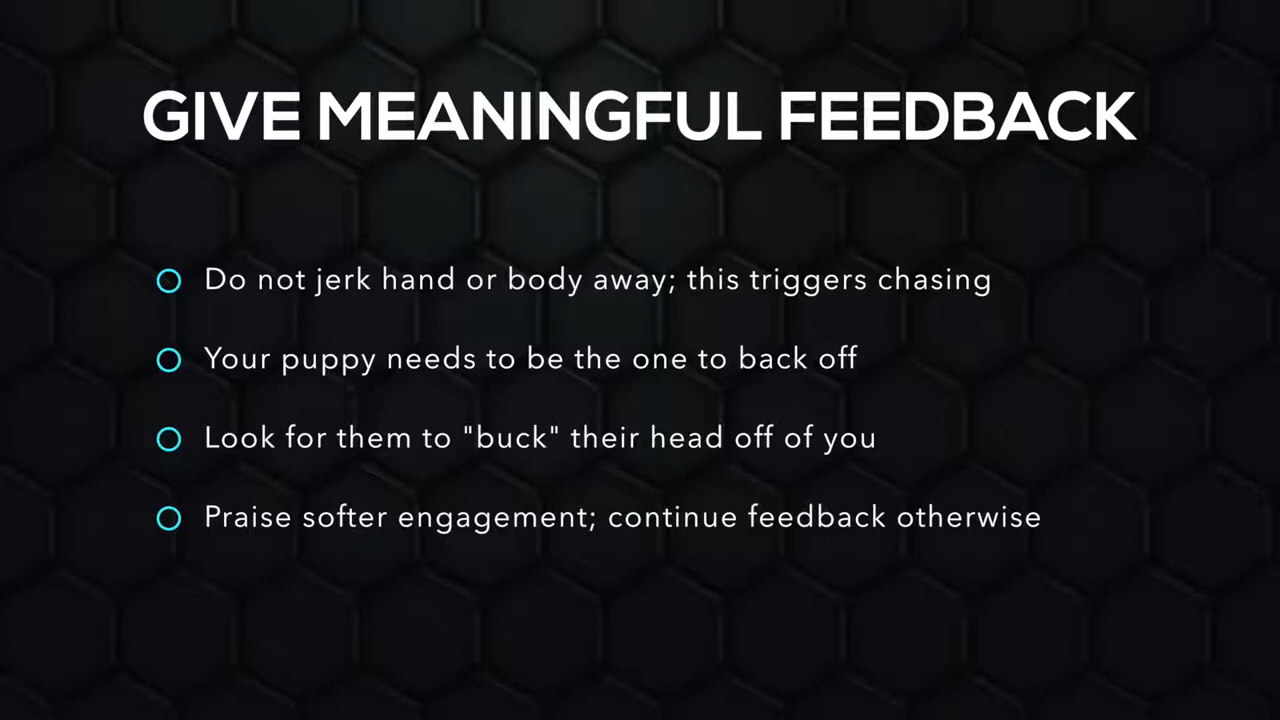 GIVE MEANINGFUL FEEDBACK
Do not jerk hand or body away; this triggers chasing
Your puppy needs to be the one to back off
Look for them to "buck" their head off of you
Praise softer engagement; continue feedback otherwise